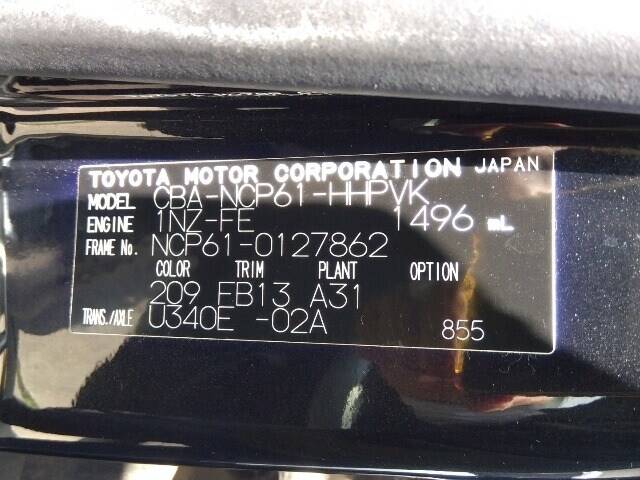 TOYOTA MOTOR CORPORATION JAPAN
MODEL CBA-NCP61-HHPVK
ENGINE 1NZ-FE 1496 mL
FRAME No. NCP61-0127862
COLOR TRIM PLANT OPTION
209 FB13 A31
TRANS./AXLE U340E -02A 855